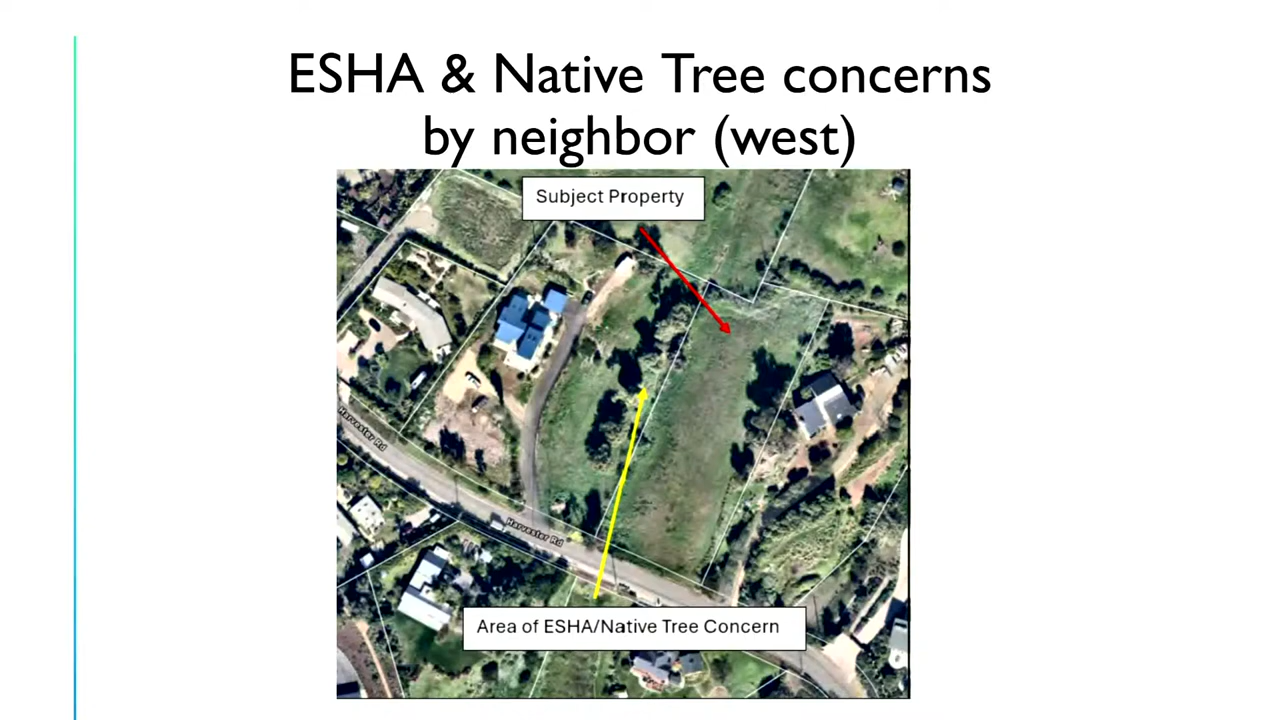 ESHA & Native Tree concerns
by neighbor (west)
Subject Property
Harvester Rd
Harvester Rd
Area of ESHA/Native Tree Concern